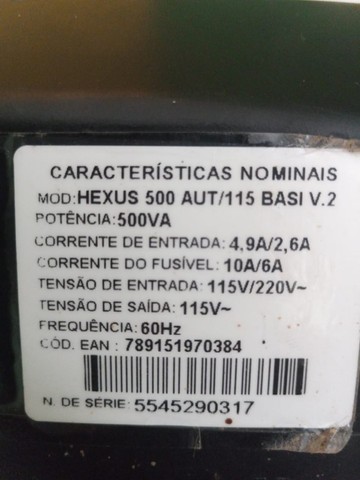 CARACTERÍSTICAS NOMINAIS
MOD:HEXUS 500 AUT/115 BASI V.2
POTÊNCIA:500VA
CORRENTE DE ENTRADA: 4,9A/2,6A
CORRENTE DO FUSÍVEL: 10A/6A
TENSÃO DE ENTRADA: 115V/220V~
TENSÃO DE SAÍDA: 115V~
FREQUÊNCIA: 60Hz
CÓD. EAN : 789151970384
N. DE SÉRIE: 5545290317